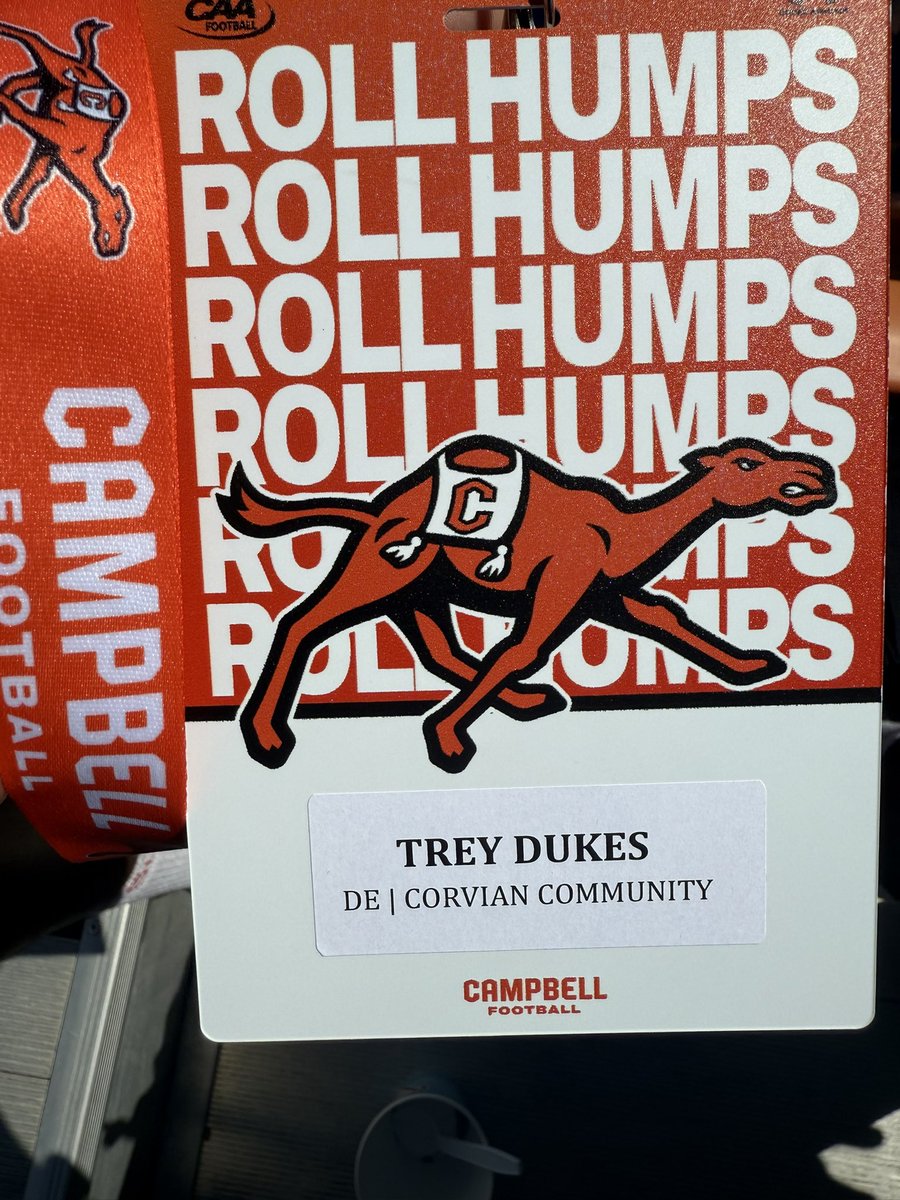 CAA
FOOTBALL
ROLL HUMPS
ROLL HUMPS
ROLL HUMPS
ROLL HUMPS
ROLL HUMPS
ROLL HUMPS
C
C
CAMPBELL
FOOTBALL
TREY DUKES
DE | CORVIAN COMMUNITY
CAMPBELL
FOOTBALL